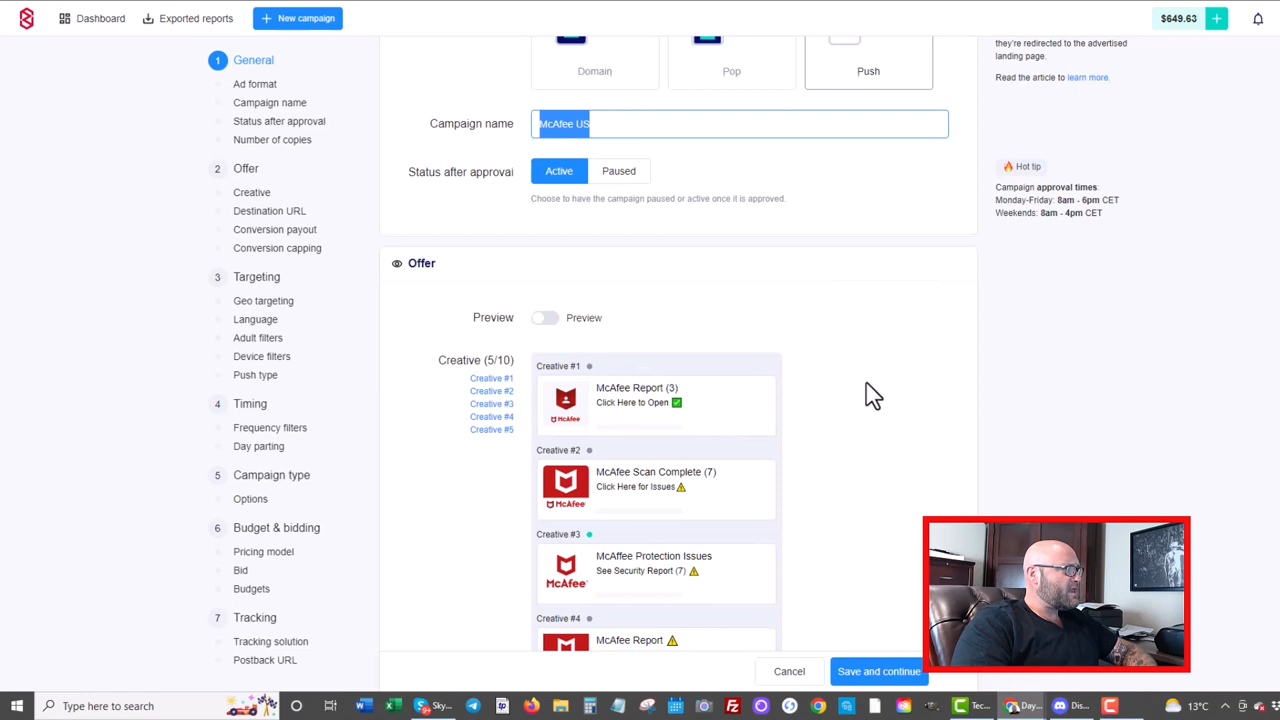 Dashboard
Exported reports
New campaign
$649.63
1 General
Ad format
Campaign name
Status after approval
Number of copies
2 Offer
Creative
Destination URL
Conversion payout
Conversion capping
3 Targeting
Geo targeting
Language
Adult filters
Device filters
Push type
4 Timing
Frequency filters
Day parting
5 Campaign type
Options
6 Budget & bidding
Pricing model
Bid
Budgets
7 Tracking
Tracking solution
Postback URL
Domain
Pop
Push
Campaign name
McAfee US
Status after approval
Active
Paused
Choose to have the campaign paused or active once it is approved.
Offer
Preview
Preview
Creative (5/10)
Creative #1
Creative #2
Creative #3
Creative #4
Creative #5
Creative #1
McAfee
McAfee Report (3)
Click Here to Open ✅
Creative #2
McAfee
McAfee Scan Complete (7)
Click Here for Issues⚠
Creative #3
McAfee
McAffee Protection Issues
See Security Report (7) ⚠
Creative #4
McAfee Report ⚠
Cancel
Save and continue
they're redirected to the advertised
landing page.
Read the article to learn more.
🔥 Hot tip
Campaign approval times:
Monday-Friday: 8am - 6pm CET
Weekends: 8am - 4pm CET
Type here to search
Sky...
Tec...
Day...
Dis...
13°C